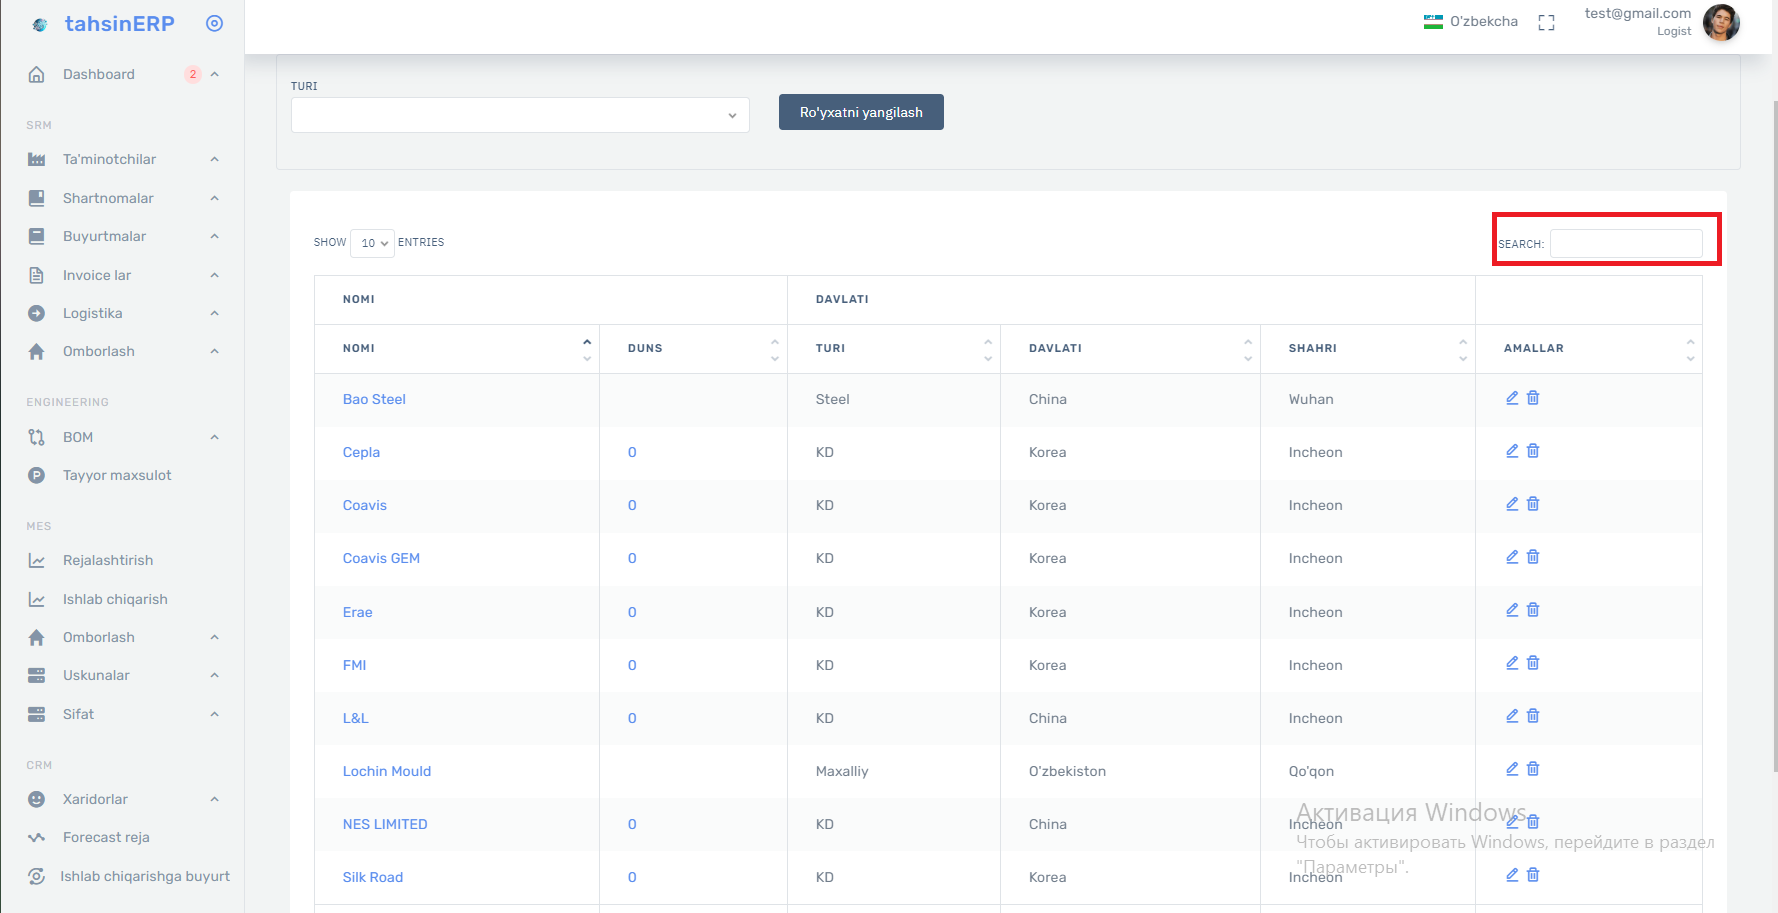 tahsinERP
O'zbekcha
test@gmail.com
Logist
Dashboard 2
SRM
Ta'minotchilar
Shartnomalar
Buyurtmalar
Invoice lar
Logistika
Omborlash
ENGINEERING
BOM
Tayyor maxsulot
MES
Rejalashtirish
Ishlab chiqarish
Omborlash
Uskunalar
Sifat
CRM
Xaridorlar
Forecast reja
Ishlab chiqarishga buyurt
TURI
Ro'yxatni yangilash
SHOW 10 ENTRIES
SEARCH:
NOMI DAVLATI
NOMI DUNS TURI DAVLATI SHAHRI AMALLAR
Bao Steel Steel China Wuhan
Cepla 0 KD Korea Incheon
Coavis 0 KD Korea Incheon
Coavis GEM 0 KD Korea Incheon
Erae 0 KD Korea Incheon
FMI 0 KD Korea Incheon
L&L 0 KD China Incheon
Lochin Mould Maxalliy O'zbekiston Qo'qon
NES LIMITED 0 KD China Incheon
Silk Road 0 KD Korea Incheon
Активация Windows
Чтобы активировать Windows, перейдите в раздел
"Параметры".